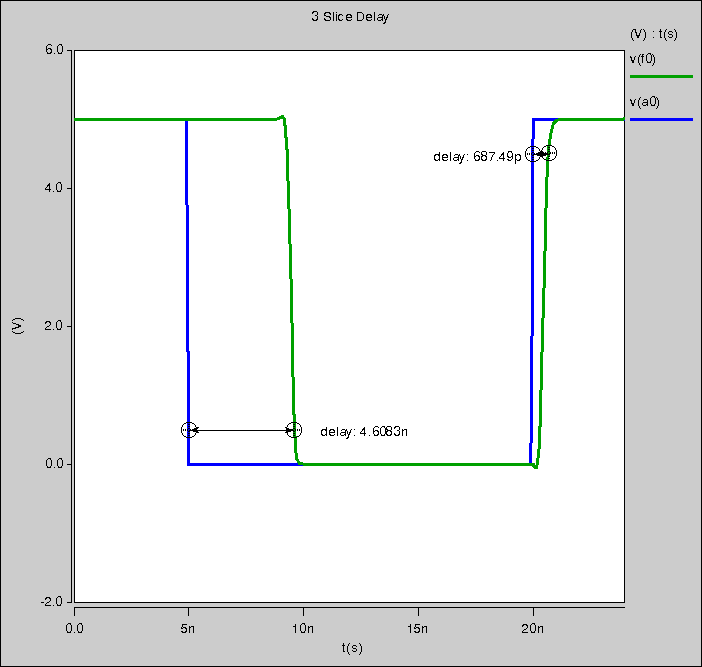 3 Slice Delay
(V) : t(s)
v(f0)
v(a0)
6.0
4.0
2.0
0.0
-2.0
(V)
delay: 687.49p
delay: 4.6083n
0.0 5n 10n 15n 20n
t(s)